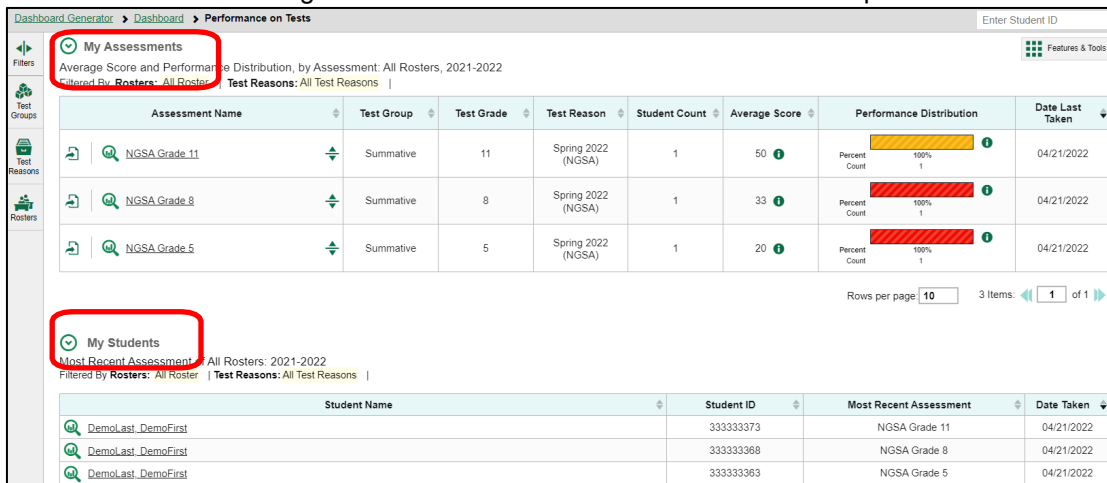 Dashboard Generator > Dashboard > Performance on Tests
Enter Student ID
Filters
Test Groups
Test Reasons
Rosters
My Assessments
Features & Tools
Average Score and Performance Distribution, by Assessment: All Rosters, 2021-2022
Filtered By Rosters: All Roster | Test Reasons: All Test Reasons |
Assessment Name Test Group Test Grade Test Reason Student Count Average Score Performance Distribution Date Last Taken
NGSA Grade 11 Summative 11 Spring 2022 (NGSA) 1 50 Percent 100% Count 1 04/21/2022
NGSA Grade 8 Summative 8 Spring 2022 (NGSA) 1 33 Percent 100% Count 1 04/21/2022
NGSA Grade 5 Summative 5 Spring 2022 (NGSA) 1 20 Percent 100% Count 1 04/21/2022
Rows per page: 10 3 Items: 1 of 1
My Students
Most Recent Assessment of All Rosters: 2021-2022
Filtered By Rosters: All Roster | Test Reasons: All Test Reasons |
Student Name Student ID Most Recent Assessment Date Taken
DemoLast, DemoFirst 333333373 NGSA Grade 11 04/21/2022
DemoLast, DemoFirst 333333368 NGSA Grade 8 04/21/2022
DemoLast, DemoFirst 333333363 NGSA Grade 5 04/21/2022